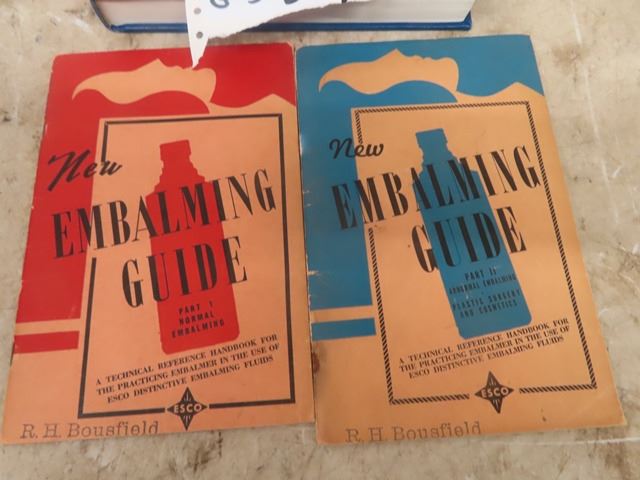 New
EMBALMING
GUIDE
PART 1
NORMAL
EMBALMING
A TECHNICAL REFERENCE HANDBOOK FOR
THE PRACTICING EMBALMER IN THE USE OF
ESCO DISTINCTIVE EMBALMING FLUIDS
ESCO
R. H. Bousfield
New
EMBALMING
GUIDE
PART II
ABNORMAL EMBALMING
PLASTIC SURGERY
AND COSMETICS
A TECHNICAL REFERENCE HANDBOOK FOR
THE PRACTICING EMBALMER IN THE USE OF
ESCO DISTINCTIVE EMBALMING FLUIDS
ESCO
R. H. Bousfield